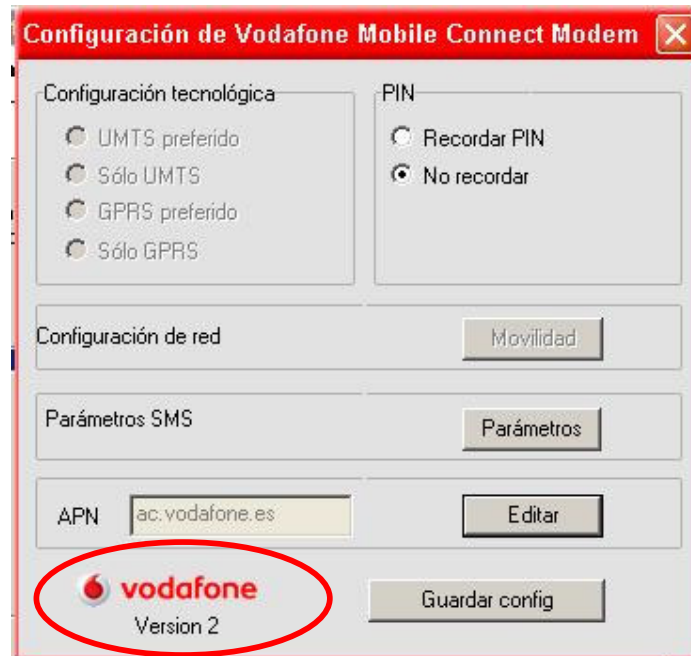 Configuración de Vodafone Mobile Connect Modem
Configuración tecnológica
UMTS preferido
Sólo UMTS
GPRS preferido
Sólo GPRS
PIN
Recordar PIN
No recordar
Configuración de red
Movilidad
Parámetros SMS
Parámetros
APN
ac.vodafone.es
Editar
vodafone
Version 2
Guardar config